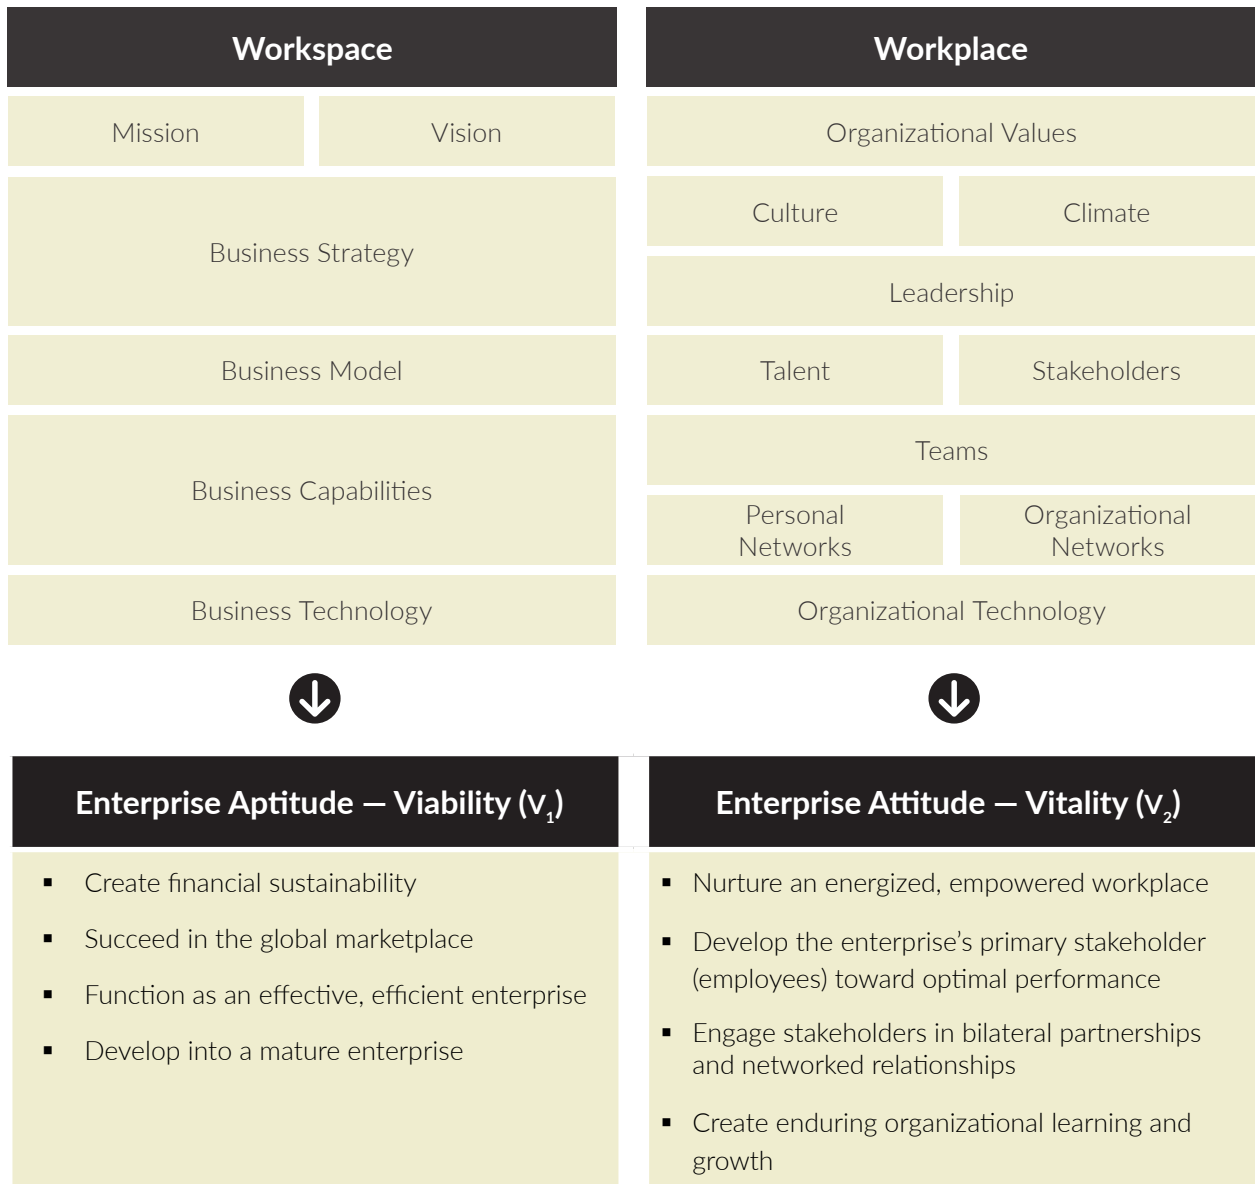 Workspace
Mission
Vision
Business Strategy
Business Model
Business Capabilities
Business Technology
Workplace
Organizational Values
Culture
Climate
Leadership
Talent
Stakeholders
Teams
Personal
Networks
Organizational
Networks
Organizational Technology
Enterprise Aptitude — Viability (V₁)
▪ Create financial sustainability
▪ Succeed in the global marketplace
▪ Function as an effective, efficient enterprise
▪ Develop into a mature enterprise
Enterprise Attitude — Vitality (V₂)
▪ Nurture an energized, empowered workplace
▪ Develop the enterprise’s primary stakeholder
(employees) toward optimal performance
▪ Engage stakeholders in bilateral partnerships
and networked relationships
▪ Create enduring organizational learning and
growth